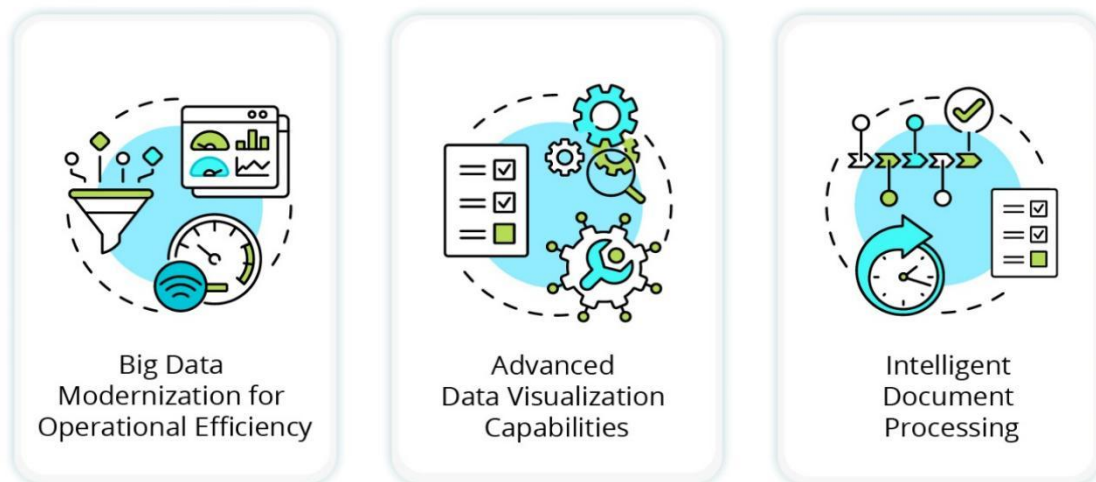 Big Data
Modernization for
Operational Efficiency
Advanced
Data Visualization
Capabilities
Intelligent
Document
Processing